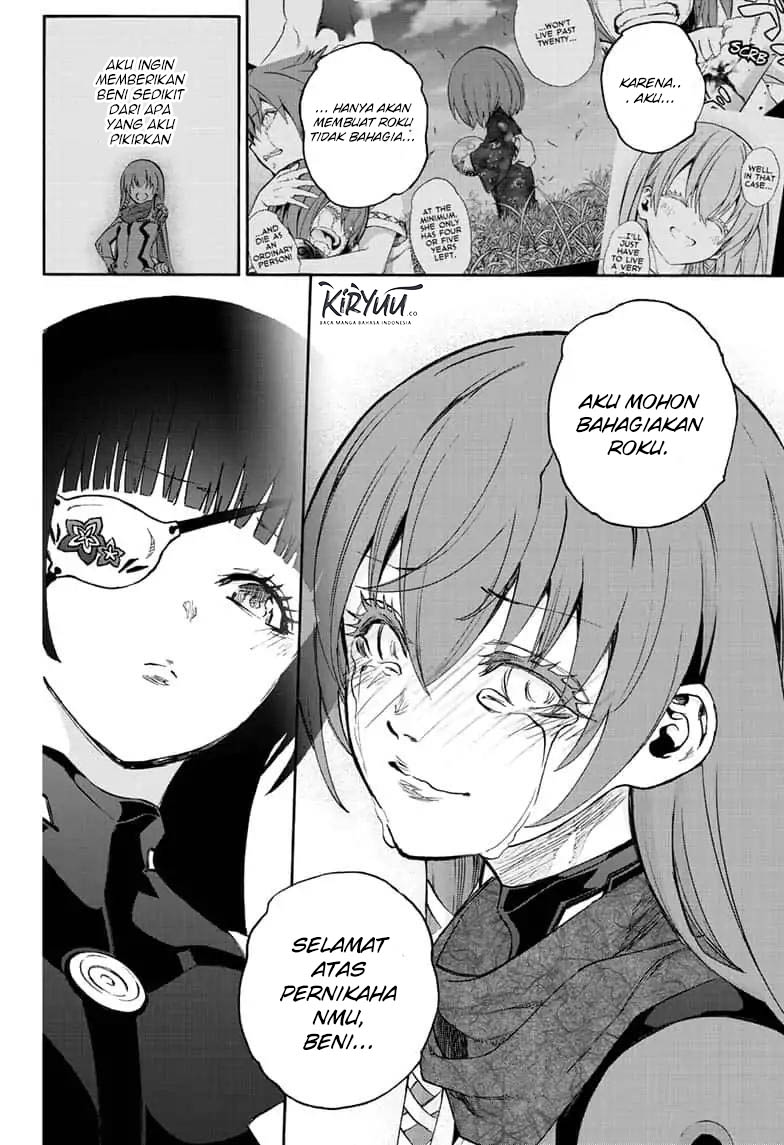 KARENA. .
. AKU...
...WON'T
LIVE PAST
TWENTY...
SCRB
WELL,
IN THAT
CASE...
I'LL
JUST
HAVE
TO LIVE
A VERY
... HANYA AKAN
MEMBUAT ROKU
TIDAK BAHAGIA. . .
AT THE
MINIMUM,
SHE ONLY
HAS FOUR
OR FIVE
YEARS
LEFT.
...AND
DIE AS
AN
ORDINARY
PERSON!
AKU INGIN
MEMBERIKAN
BENI SEDIKIT
DARI APA
YANG AKU
PIKIRKAN
KIRYUU.CO
BACA MANGA BAHASA INDONESIA
AKU MOHON
BAHAGIAKAN
ROKU.
SELAMAT
ATAS
PERNIKAHA
NMU,
BENI...